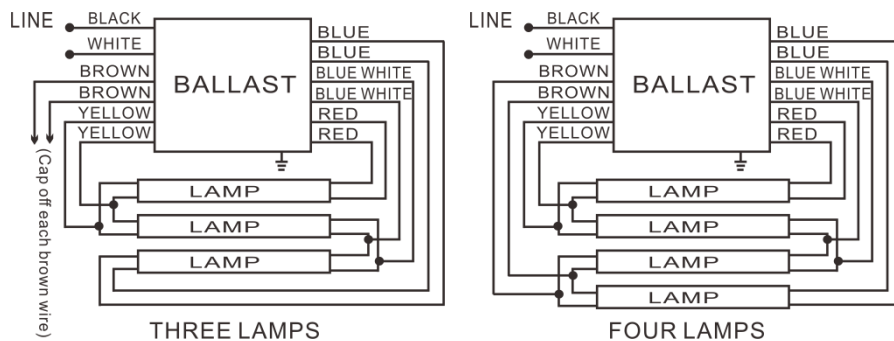 LINE
BLACK
WHITE
BROWN
BROWN
YELLOW
YELLOW
BALLAST
BLUE
BLUE
BLUE WHITE
BLUE WHITE
RED
RED
(Cap off each brown wire)
LAMP
LAMP
LAMP
THREE LAMPS
LINE
BLACK
WHITE
BROWN
BROWN
YELLOW
YELLOW
BALLAST
BLUE
BLUE
BLUE WHITE
BLUE WHITE
RED
RED
LAMP
LAMP
LAMP
LAMP
FOUR LAMPS